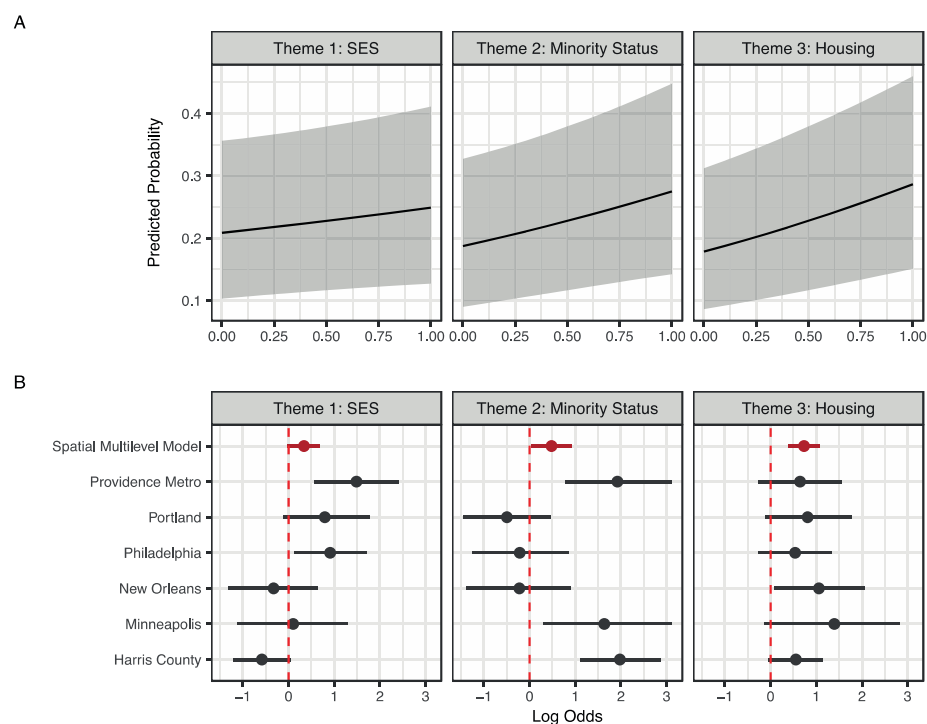 A
Theme 1: SES
Theme 2: Minority Status
Theme 3: Housing
Predicted Probability
0.4
0.3
0.2
0.1
0.00 0.25 0.50 0.75 1.00
0.00 0.25 0.50 0.75 1.00
0.00 0.25 0.50 0.75 1.00
B
Theme 1: SES
Theme 2: Minority Status
Theme 3: Housing
Spatial Multilevel Model
Providence Metro
Portland
Philadelphia
New Orleans
Minneapolis
Harris County
−1 0 1 2 3
−1 0 1 2 3
−1 0 1 2 3
Log Odds